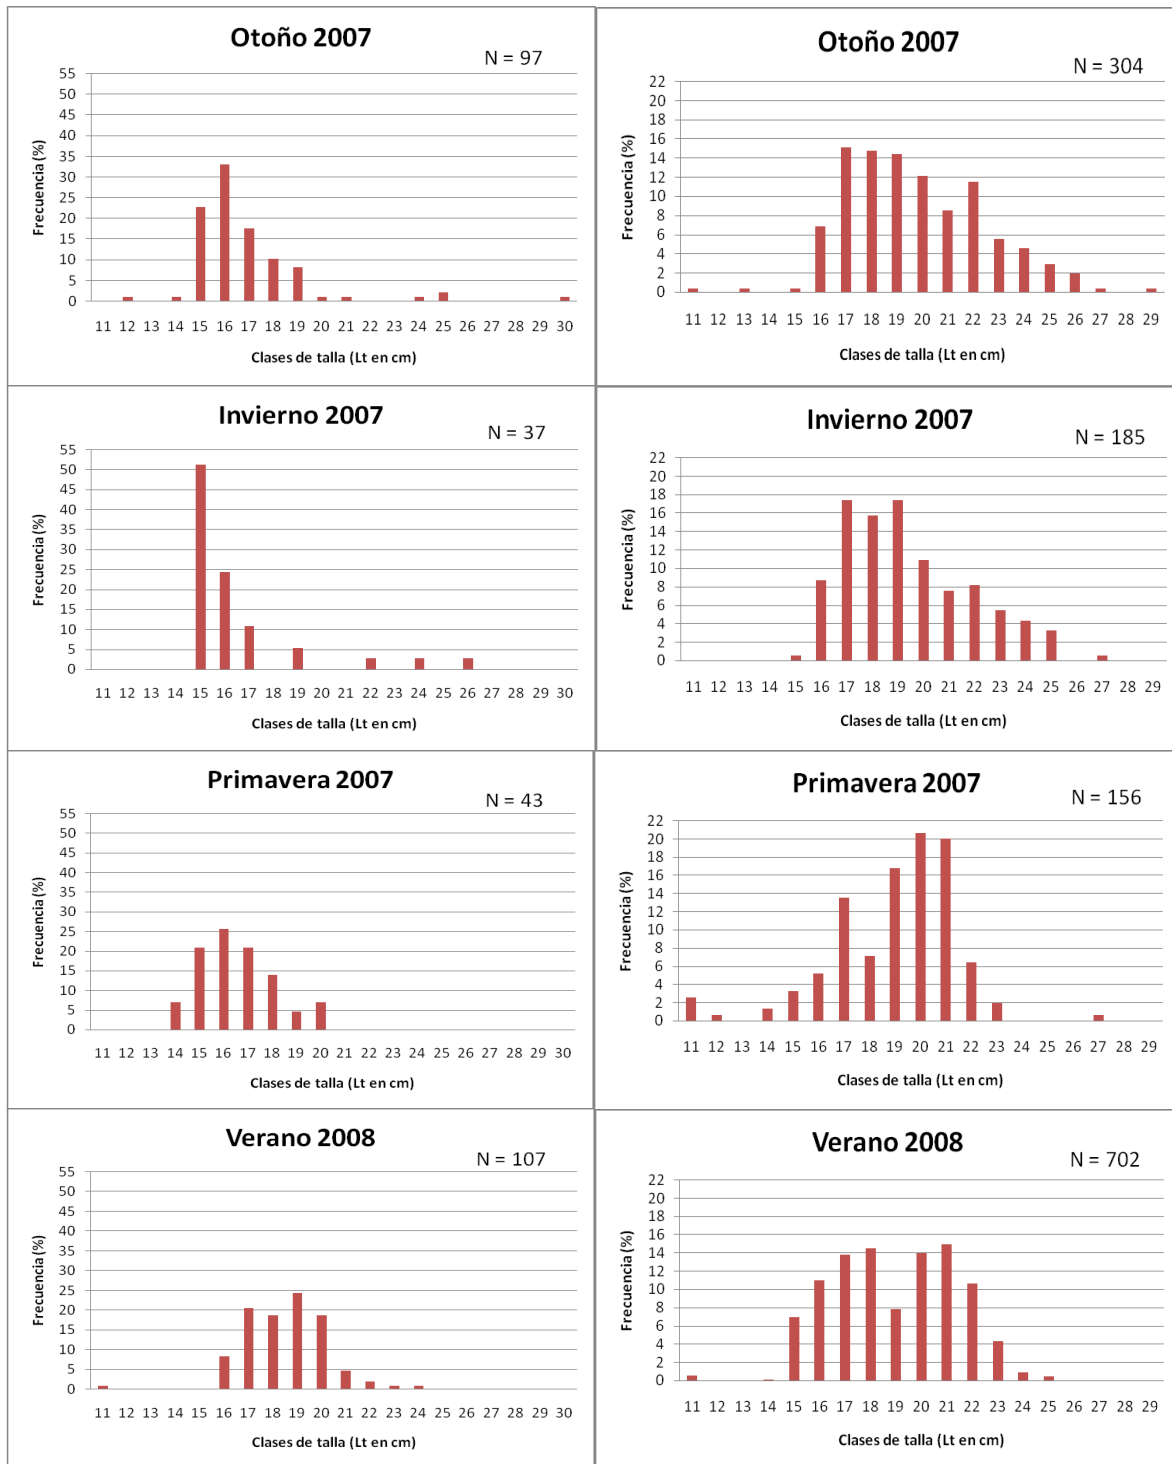 Otoño 2007
N = 97
Frecuencia (%)
55
50
45
40
35
30
25
20
15
10
5
0
11 12 13 14 15 16 17 18 19 20 21 22 23 24 25 26 27 28 29 30
Clases de talla (Lt en cm)
Otoño 2007
N = 304
Frecuencia (%)
22
20
18
16
14
12
10
8
6
4
2
0
11 12 13 14 15 16 17 18 19 20 21 22 23 24 25 26 27 28 29
Clases de talla (Lt en cm)
Invierno 2007
N = 37
Frecuencia (%)
55
50
45
40
35
30
25
20
15
10
5
0
11 12 13 14 15 16 17 18 19 20 21 22 23 24 25 26 27 28 29 30
Clases de talla (Lt en cm)
Invierno 2007
N = 185
Frecuencia (%)
22
20
18
16
14
12
10
8
6
4
2
0
11 12 13 14 15 16 17 18 19 20 21 22 23 24 25 26 27 28 29
Clases de talla (Lt en cm)
Primavera 2007
N = 43
Frecuencia (%)
55
50
45
40
35
30
25
20
15
10
5
0
11 12 13 14 15 16 17 18 19 20 21 22 23 24 25 26 27 28 29 30
Clases de talla (Lt en cm)
Primavera 2007
N = 156
Frecuencia (%)
22
20
18
16
14
12
10
8
6
4
2
0
11 12 13 14 15 16 17 18 19 20 21 22 23 24 25 26 27 28 29
Clases de talla (Lt en cm)
Verano 2008
N = 107
Frecuencia (%)
55
50
45
40
35
30
25
20
15
10
5
0
11 12 13 14 15 16 17 18 19 20 21 22 23 24 25 26 27 28 29 30
Clases de talla (Lt en cm)
Verano 2008
N = 702
Frecuencia (%)
22
20
18
16
14
12
10
8
6
4
2
0
11 12 13 14 15 16 17 18 19 20 21 22 23 24 25 26 27 28 29
Clases de talla (Lt en cm)